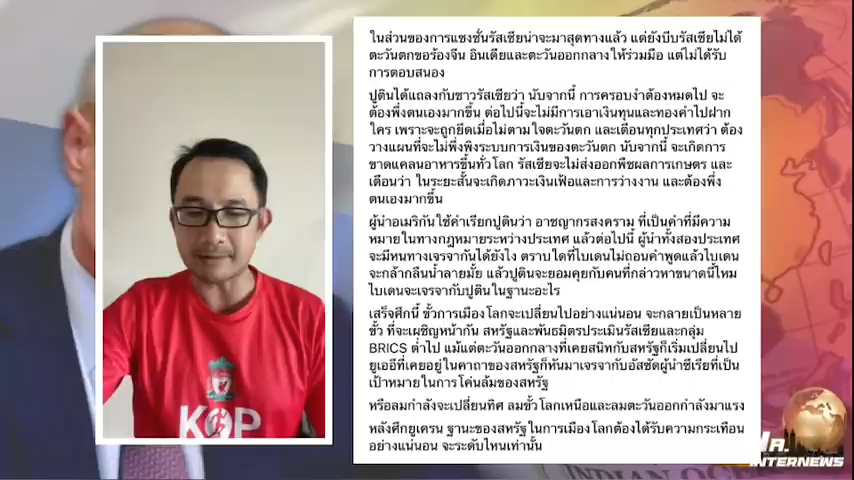 ในส่วนของการแซงชั่นรัสเซียน่าจะมาสุดทางแล้ว แต่ยังบีบรัสเซียไม่ได้
ตะวันตกขอร้องจีน อินเดียและตะวันออกกลางให้ร่วมมือ แต่ไม่ได้รับ
การตอบสนอง
ปูตินได้แถลงกับชาวรัสเซียว่า นับจากนี้ การครอบงำต้องหมดไป จะ
ต้องพึ่งตนเองมากขึ้น ต่อไปนี้จะไม่มีการเอาเงินทุนและทองคำไปฝาก
ใคร เพราะจะถูกยึดเมื่อไม่ตามใจตะวันตก และเตือนทุกประเทศว่า ต้อง
วางแผนที่จะไม่พึ่งพิงระบบการเงินของตะวันตก นับจากนี้ จะเกิดการ
ขาดแคลนอาหารขึ้นทั่วโลก รัสเซียจะไม่ส่งออกพืชผลการเกษตร และ
เตือนว่า ในระยะสั้นจะเกิดภาวะเงินเฟ้อและการว่างงาน และต้องพึ่ง
ตนเองมากขึ้น
ผู้นำอเมริกันใช้คำเรียกปูตินว่า อาชญากรสงคราม ที่เป็นคำที่มีความ
หมายในทางกฎหมายระหว่างประเทศ แล้วต่อไปนี้ ผู้นำทั้งสองประเทศ
จะมีหนทางเจรจากันได้ยังไง ตราบใดที่ไบเดนไม่ถอนคำพูดแล้วไบเดน
จะกล้ากลืนน้ำลายมั้ย แล้วปูตินจะยอมคุยกับคนที่กล่าวหาขนาดนี้ไหม
ไบเดนจะเจรจากับปูตินในฐานะอะไร
เสร็จศึกนี้ ขั้วการเมืองโลกจะเปลี่ยนไปอย่างแน่นอน จะกลายเป็นหลาย
ขั้ว ที่จะเผชิญหน้ากัน สหรัฐและพันธมิตรประเมินรัสเซียและกลุ่ม
BRICS ต่ำไป แม้แต่ตะวันออกกลางที่เคยสนิทกับสหรัฐก็เริ่มเปลี่ยนไป
ยูเออีที่เคยอยู่ในคาถาของสหรัฐก็หันมาเจรจากับอัสซัดผู้นำซีเรียที่เป็น
เป้าหมายในการโค่นล้มของสหรัฐ
หรือลมกำลังจะเปลี่ยนทิศ ลมขั้วโลกเหนือและลมตะวันออกกำลังมาแรง
หลังศึกยูเครน ฐานะของสหรัฐในการเมืองโลกต้องได้รับความกระเทือน
อย่างแน่นอน จะระดับไหนเท่านั้น
KOP
INDIAN OCE
INTERNEWS